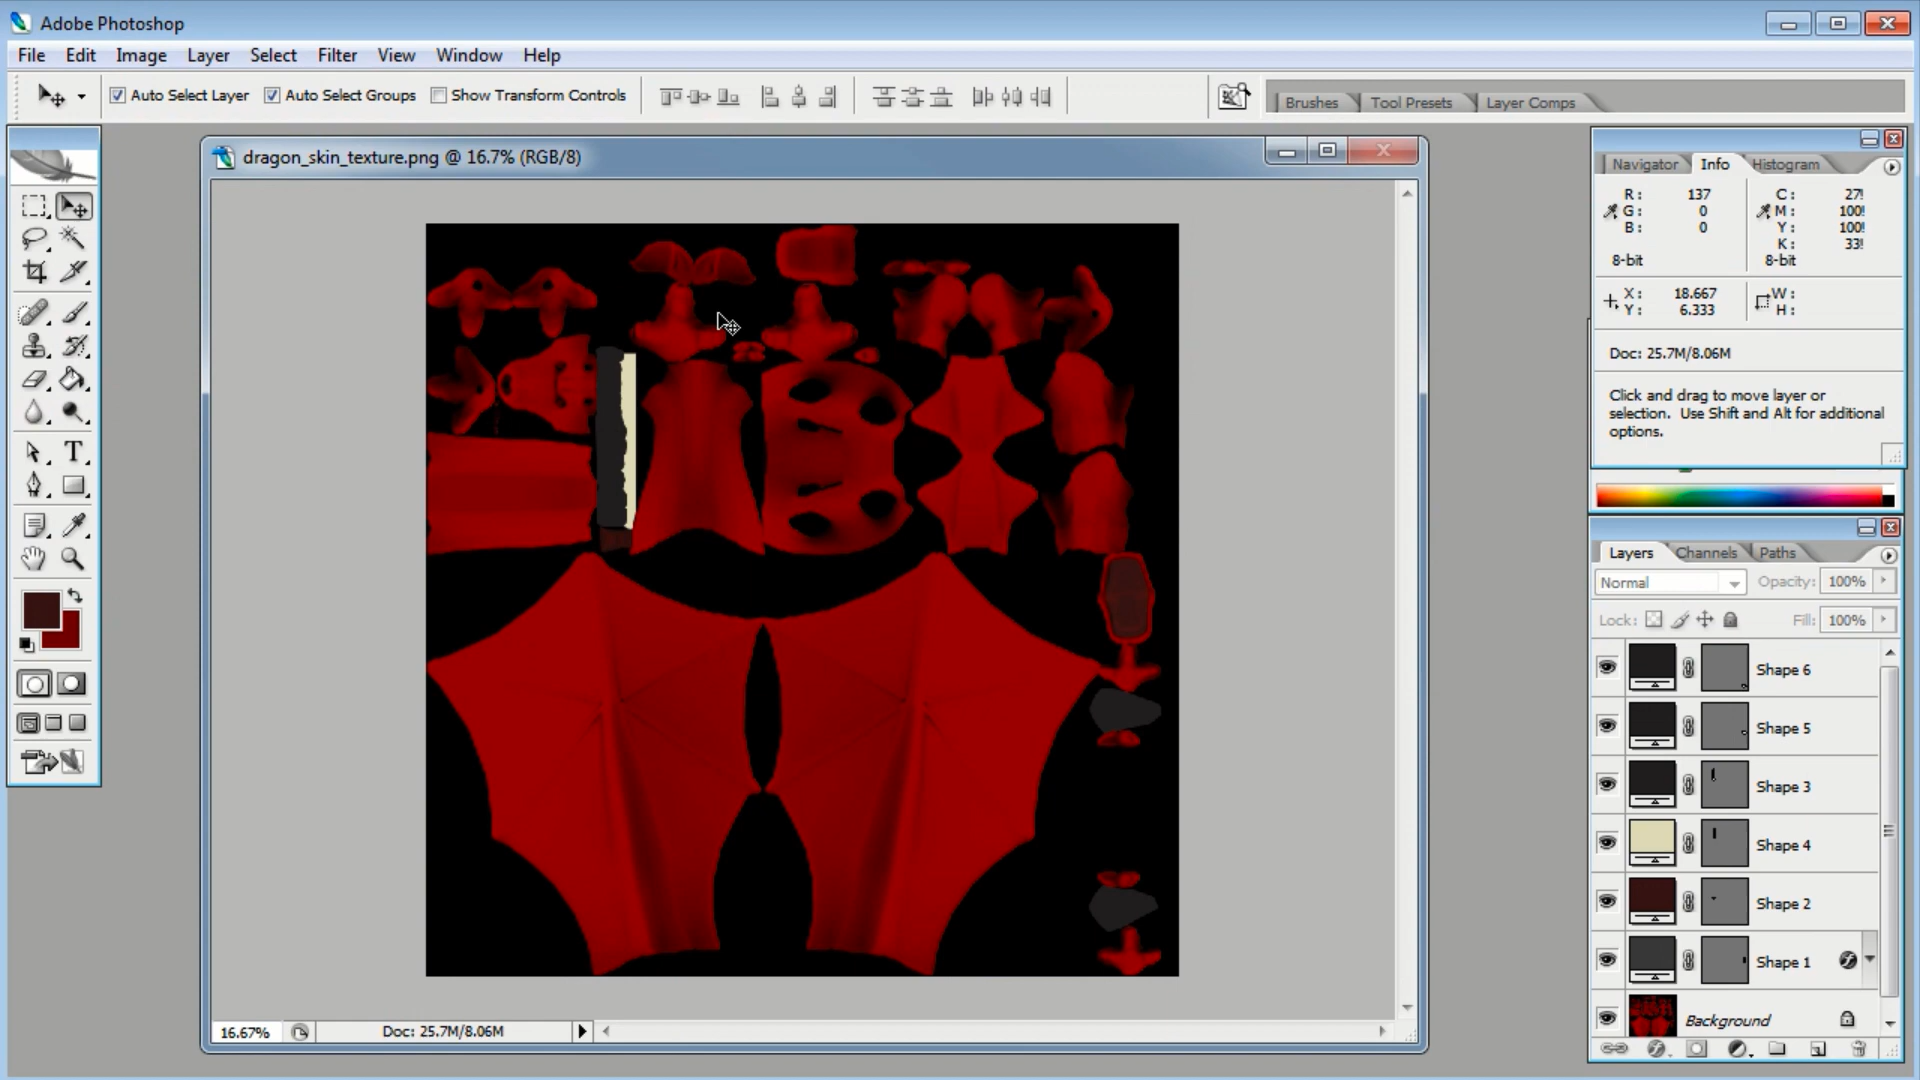 Adobe Photoshop
File Edit Image Layer Select Filter View Window Help
Auto Select Layer Auto Select Groups Show Transform Controls
Brushes Tool Presets Layer Comps
dragon_skin_texture.png @ 16.7% (RGB/8)
Navigator Info Histogram
R: 137 C: 27!
G: 0 M: 100!
B: 0 Y: 100!
K: 33!
8-bit 8-bit
X: 18.667 W:
Y: 6.333 H:
Doc: 25.7M/8.06M
Click and drag to move layer or
selection. Use Shift and Alt for additional
options.
T
Layers Channels Paths
Normal Opacity: 100%
Lock: Fill: 100%
Shape 6
Shape 5
Shape 3
Shape 4
Shape 2
Shape 1
Background
16.67% Doc: 25.7M/8.06M